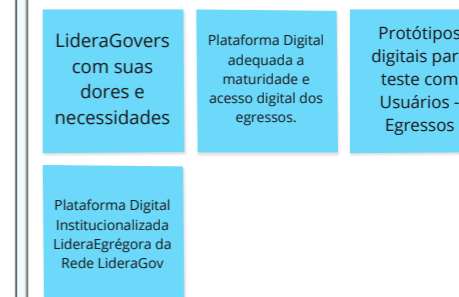 LideraGovers
com suas
dores e
necessidades
Plataforma Digital
adequada a
maturidade e
acesso digital dos
egressos.
Protótipos
digitais par
teste com
Usuários -
Egressos
Plataforma Digital
Institucionalizada
LideraEgrégora da
Rede LideraGov